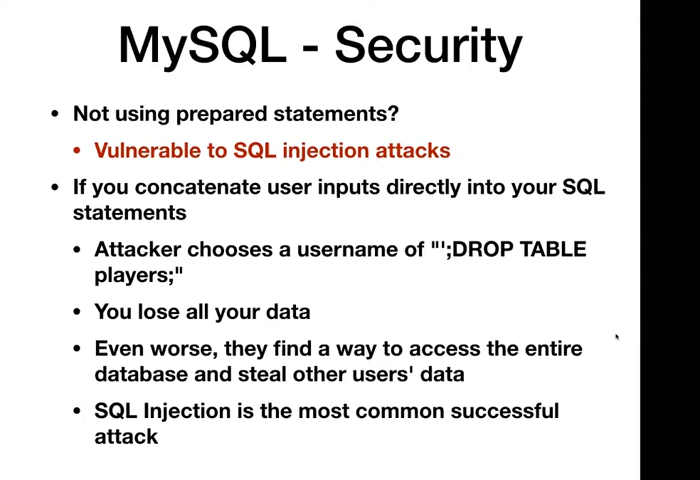 MySQL - Security
• Not using prepared statements?
• Vulnerable to SQL injection attacks
• If you concatenate user inputs directly into your SQL
statements
• Attacker chooses a username of "';DROP TABLE
players;"
• You lose all your data
• Even worse, they find a way to access the entire
database and steal other users' data
• SQL Injection is the most common successful
attack